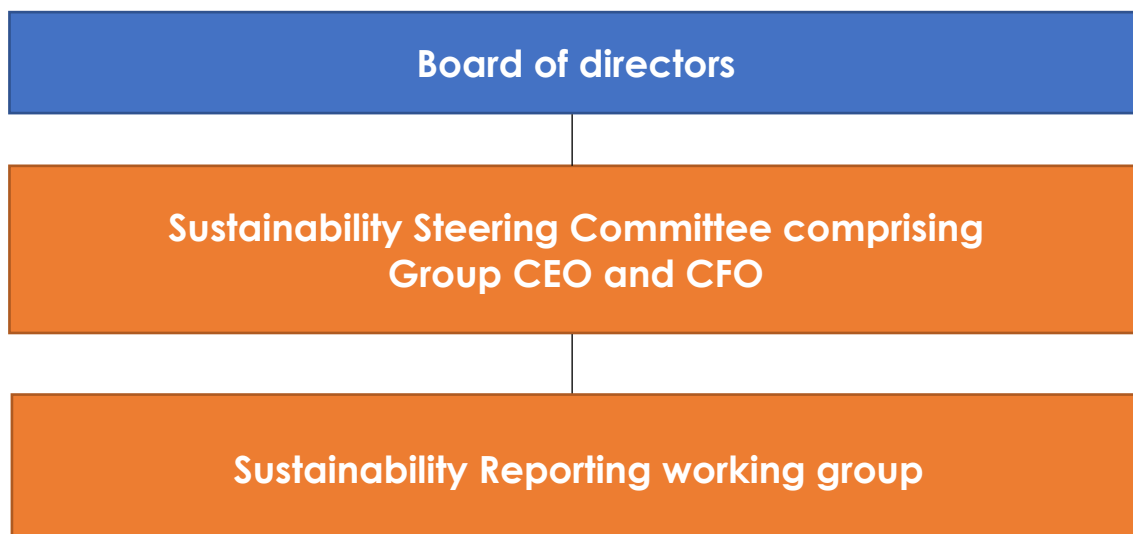 Board of directors
Sustainability Steering Committee comprising
Group CEO and CFO
Sustainability Reporting working group